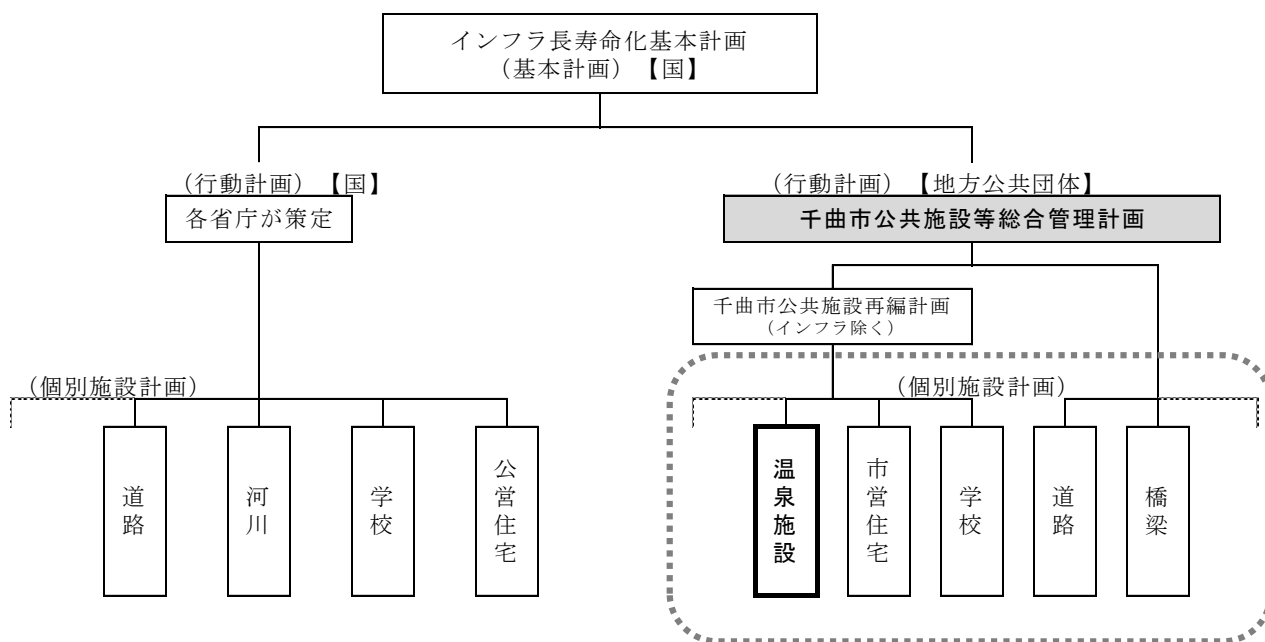 インフラ長寿命化基本計画
（基本計画）【国】
（行動計画）【国】
各省庁が策定
（行動計画）【地方公共団体】
千曲市公共施設等総合管理計画
千曲市公共施設再編計画
（インフラ除く）
（個別施設計画）
道路
河川
学校
公営住宅
（個別施設計画）
温泉施設
市営住宅
学校
道路
橋梁